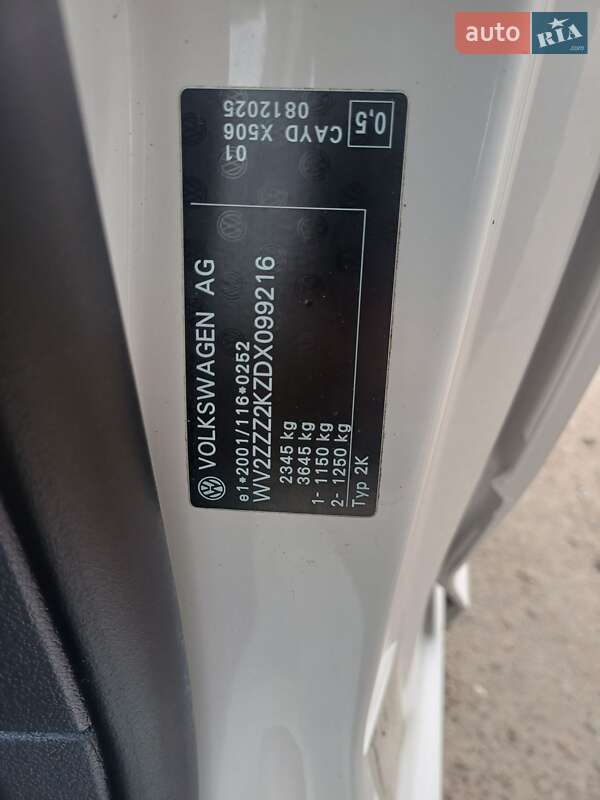 VOLKSWAGEN AG
e1*2001/116*0252
WV2ZZZ2KZDX099216
2345 kg
3645 kg
1- 1150 kg
2- 1250 kg
Typ 2K
01
CAYD X506
0812025
0,5
auto RIA
.com